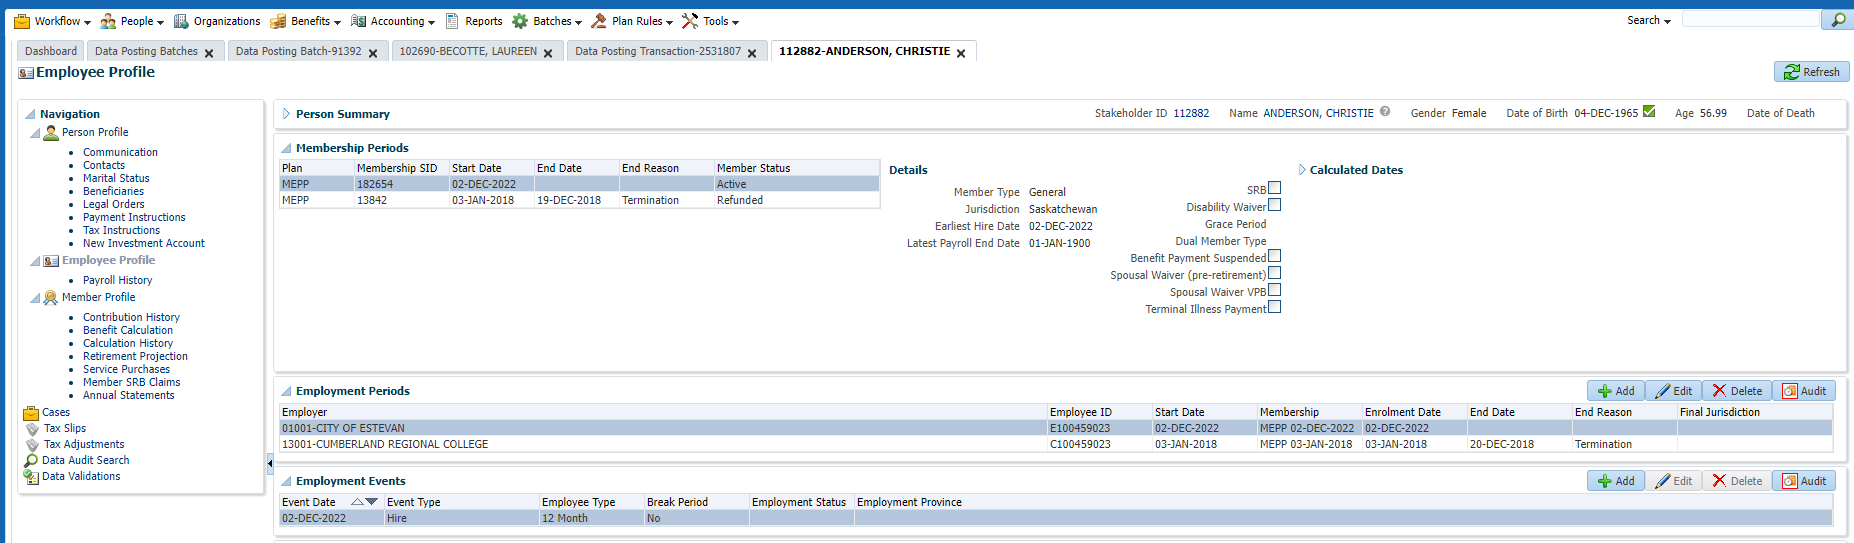 Workflow People Organizations Benefits Accounting Reports Batches Plan Rules Tools Search
Dashboard Data Posting Batches Data Posting Batch-91392 102690-BECOTTE, LAUREEN Data Posting Transaction-2531807 112882-ANDERSON, CHRISTIE
Employee Profile Refresh
Navigation
Person Profile
Communication
Contacts
Marital Status
Beneficiaries
Legal Orders
Payment Instructions
Tax Instructions
New Investment Account
Employee Profile
Payroll History
Member Profile
Contribution History
Benefit Calculation
Calculation History
Retirement Projection
Service Purchases
Member SRB Claims
Annual Statements
Cases
Tax Slips
Tax Adjustments
Data Audit Search
Data Validations
Person Summary Stakeholder ID 112882 Name ANDERSON, CHRISTIE Gender Female Date of Birth 04-DEC-1965 Age 56.99 Date of Death
Membership Periods
Plan Membership SID Start Date End Date End Reason Member Status
MEPP 182654 02-DEC-2022 Active
MEPP 13842 03-JAN-2018 19-DEC-2018 Termination Refunded
Details
Member Type General
Jurisdiction Saskatchewan
Earliest Hire Date 02-DEC-2022
Latest Payroll End Date 01-JAN-1900
SRB
Disability Waiver
Grace Period
Dual Member Type
Benefit Payment Suspended
Spousal Waiver (pre-retirement)
Spousal Waiver VPB
Terminal Illness Payment
Calculated Dates
Employment Periods Add Edit Delete Audit
Employer Employee ID Start Date Membership Enrolment Date End Date End Reason Final Jurisdiction
01001-CITY OF ESTEVAN E100459023 02-DEC-2022 MEPP 02-DEC-2022 02-DEC-2022
13001-CUMBERLAND REGIONAL COLLEGE C100459023 03-JAN-2018 MEPP 03-JAN-2018 03-JAN-2018 20-DEC-2018 Termination
Employment Events Add Edit Delete Audit
Event Date Event Type Employee Type Break Period Employment Status Employment Province
02-DEC-2022 Hire 12 Month No